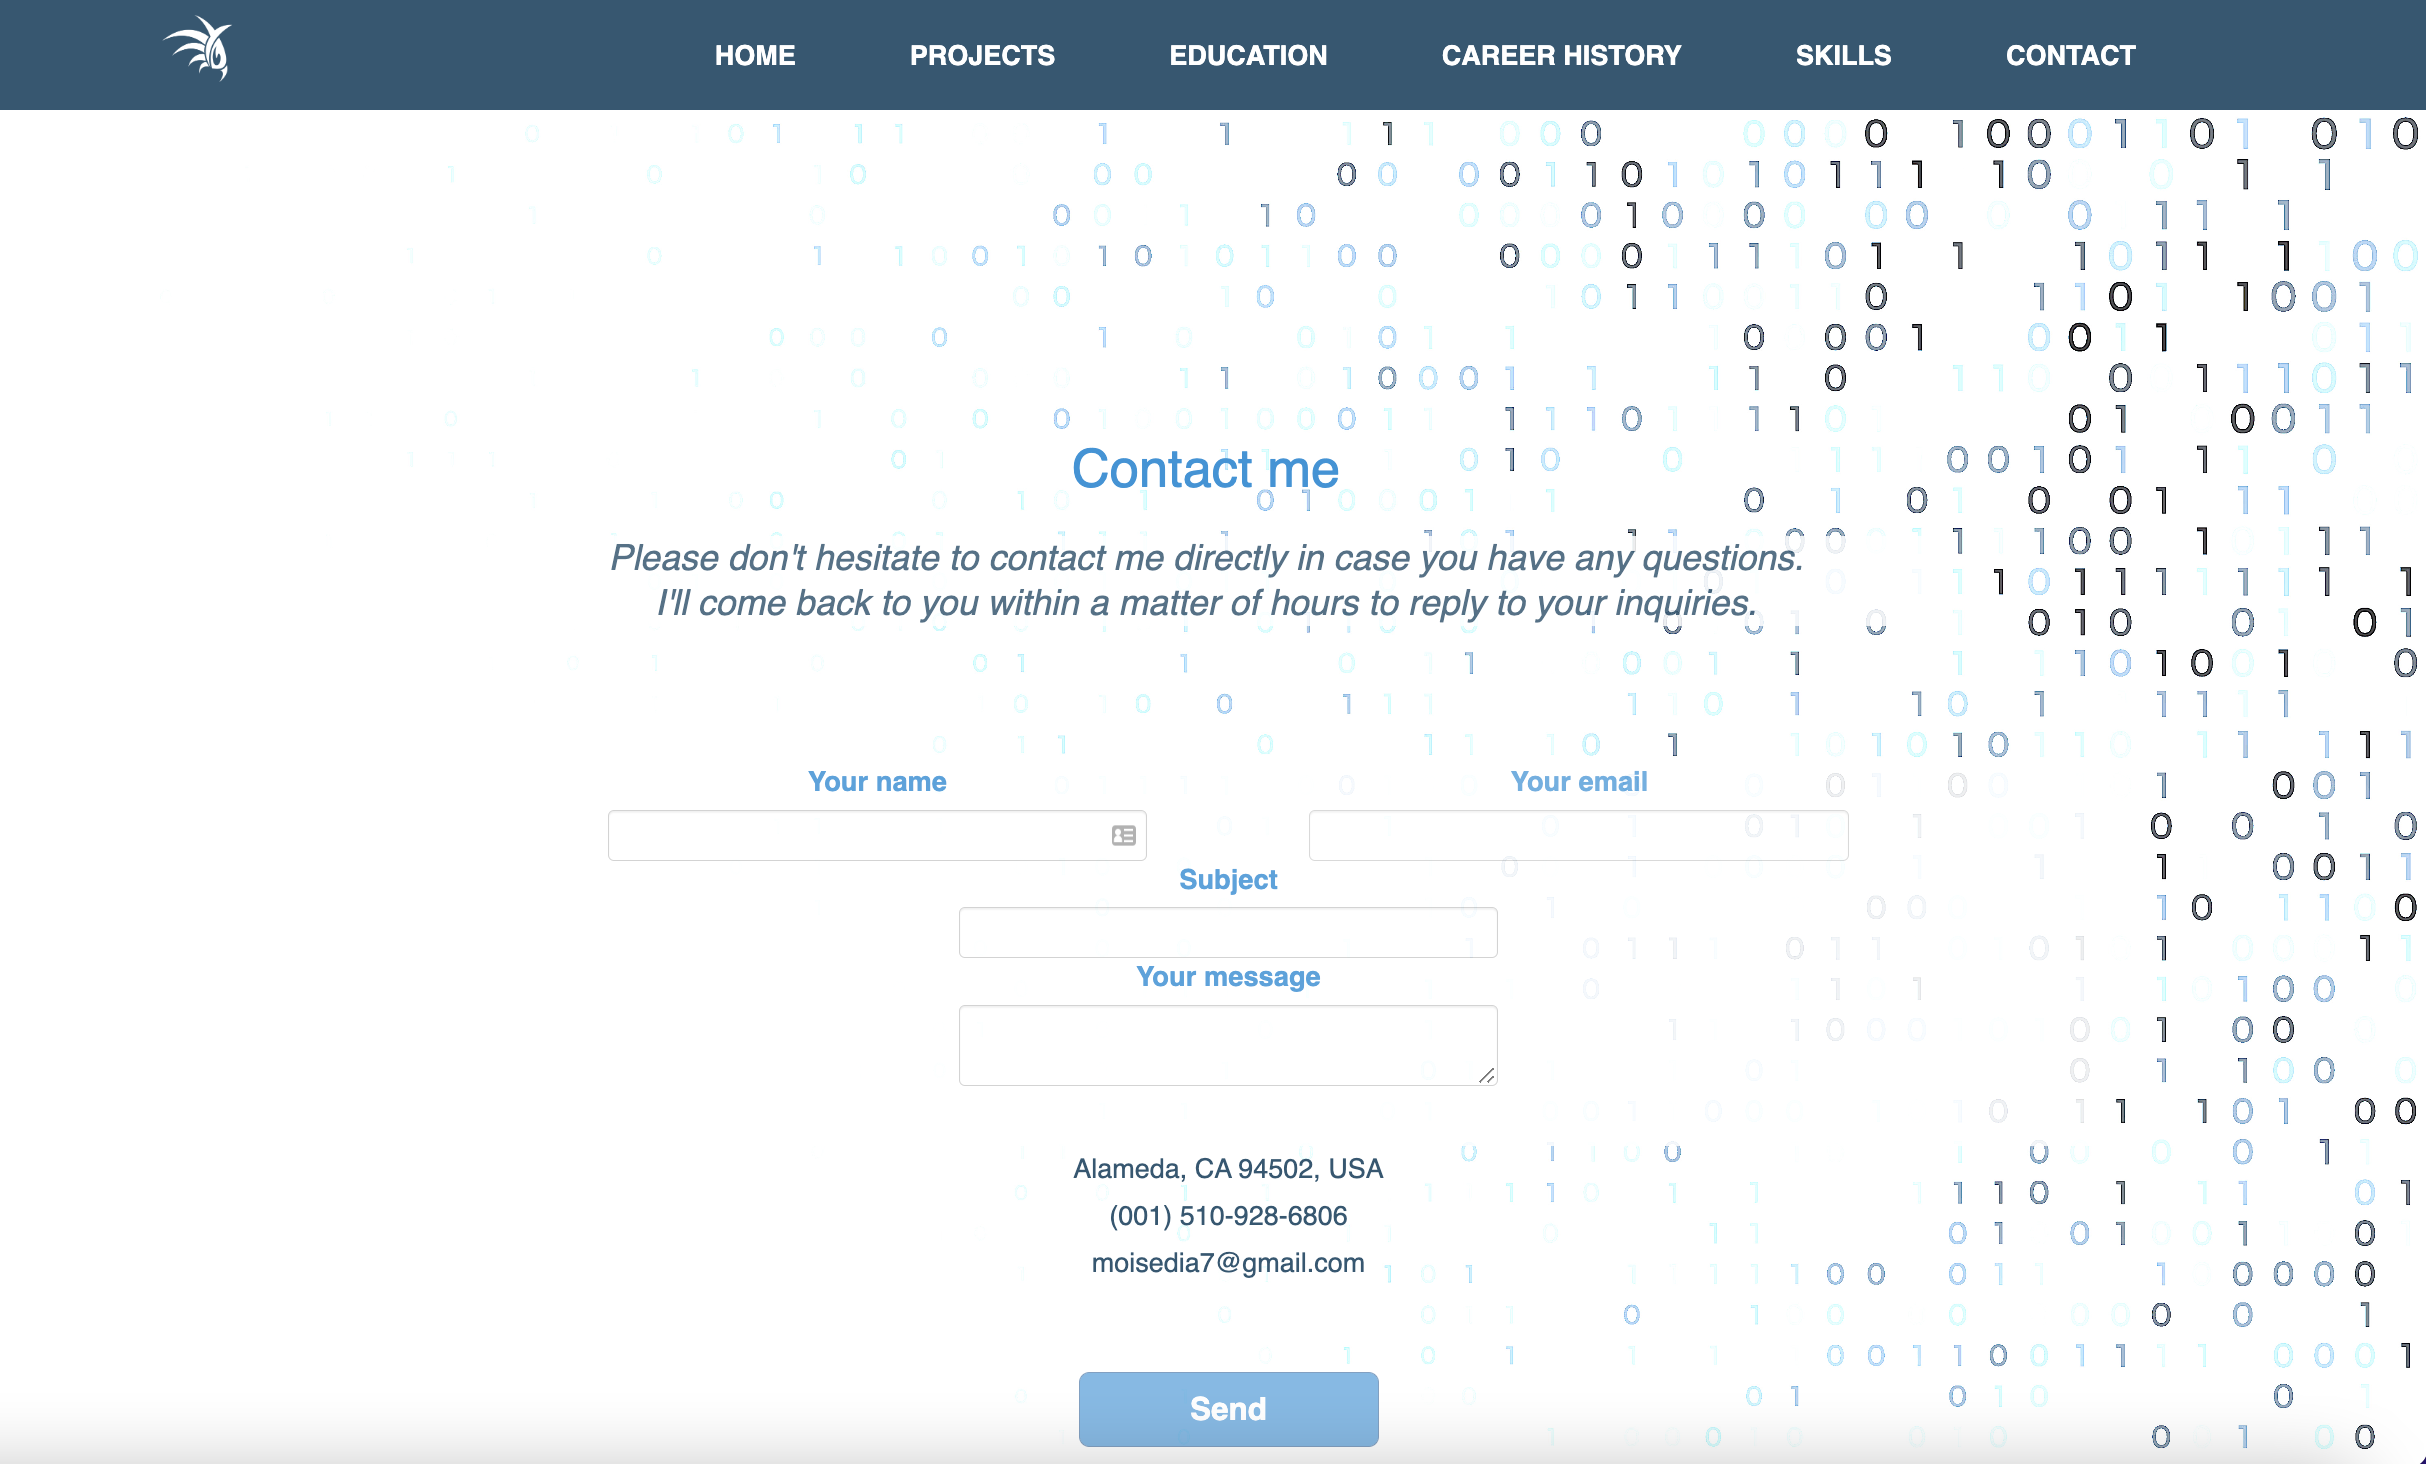 HOME PROJECTS EDUCATION CAREER HISTORY SKILLS CONTACT
Contact me
Please don't hesitate to contact me directly in case you have any questions.
I'll come back to you within a matter of hours to reply to your inquiries.
Your name Your email
Subject
Your message
Alameda, CA 94502, USA
(001) 510-928-6806
moisedia7@gmail.com
Send